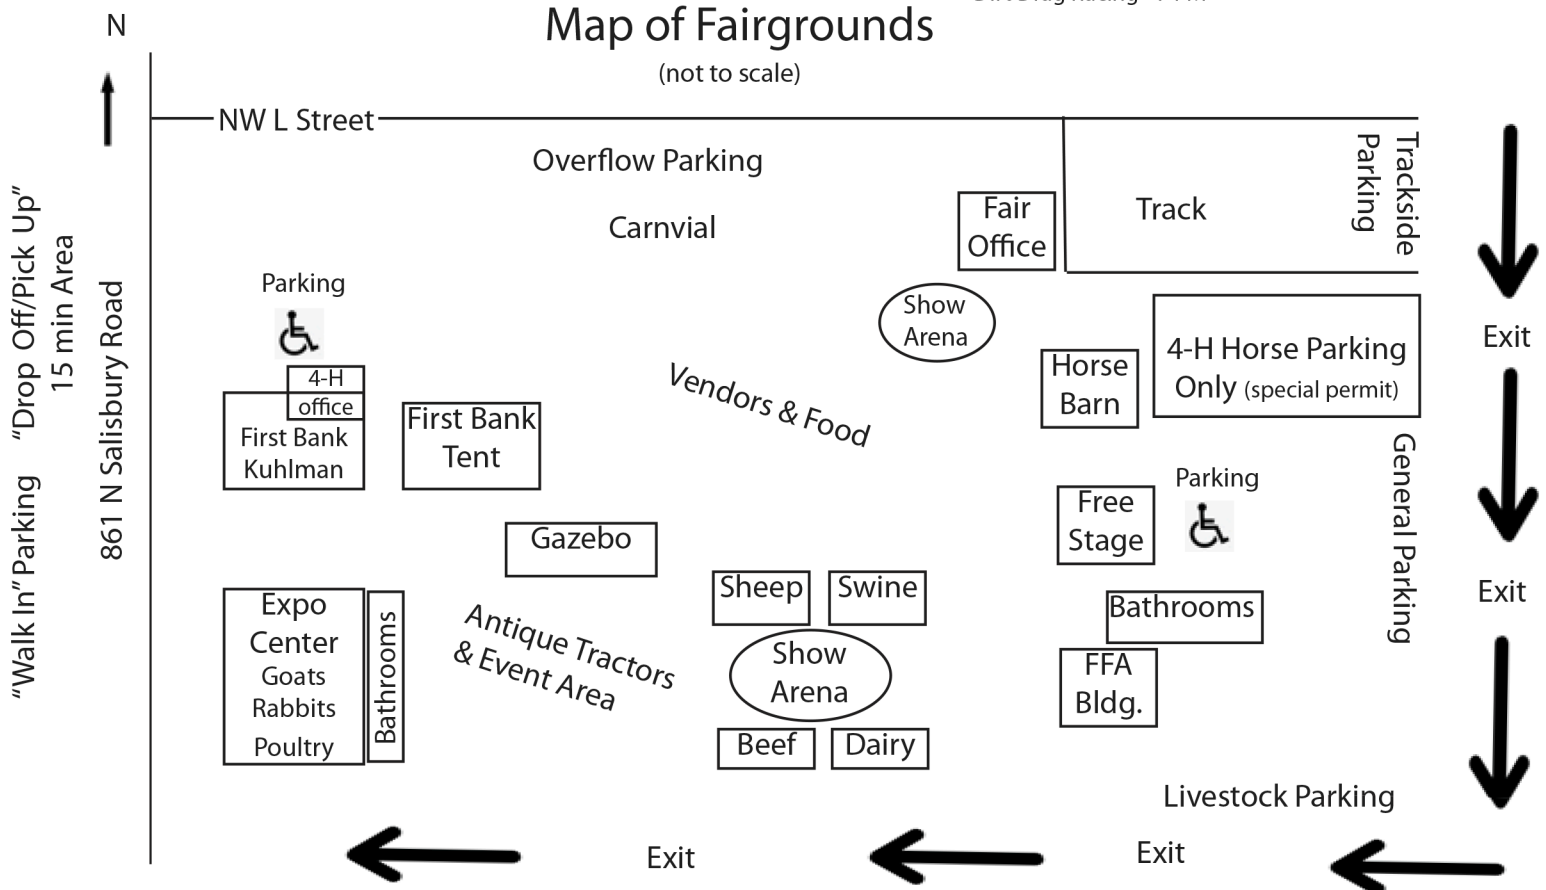 N
Map of Fairgrounds
(not to scale)
NW L Street
Overflow Parking
Carnvial
Fair
Office
Track
Trackside
Parking
"Drop Off/Pick Up"
15 min Area
"Walk In"Parking
861 N Salisbury Road
Parking
4-H
office
First Bank
Kuhlman
First Bank
Tent
Vendors & Food
Show
Arena
Horse
Barn
4-H Horse Parking
Only (special permit)
Exit
General Parking
Free
Stage
Parking
Gazebo
Exit
Expo
Center
Goats
Rabbits
Poultry
Bathrooms
Antique Tractors
& Event Area
Sheep
Swine
Show
Arena
Beef
Dairy
Bathrooms
FFA
Bldg.
Livestock Parking
Exit
Exit